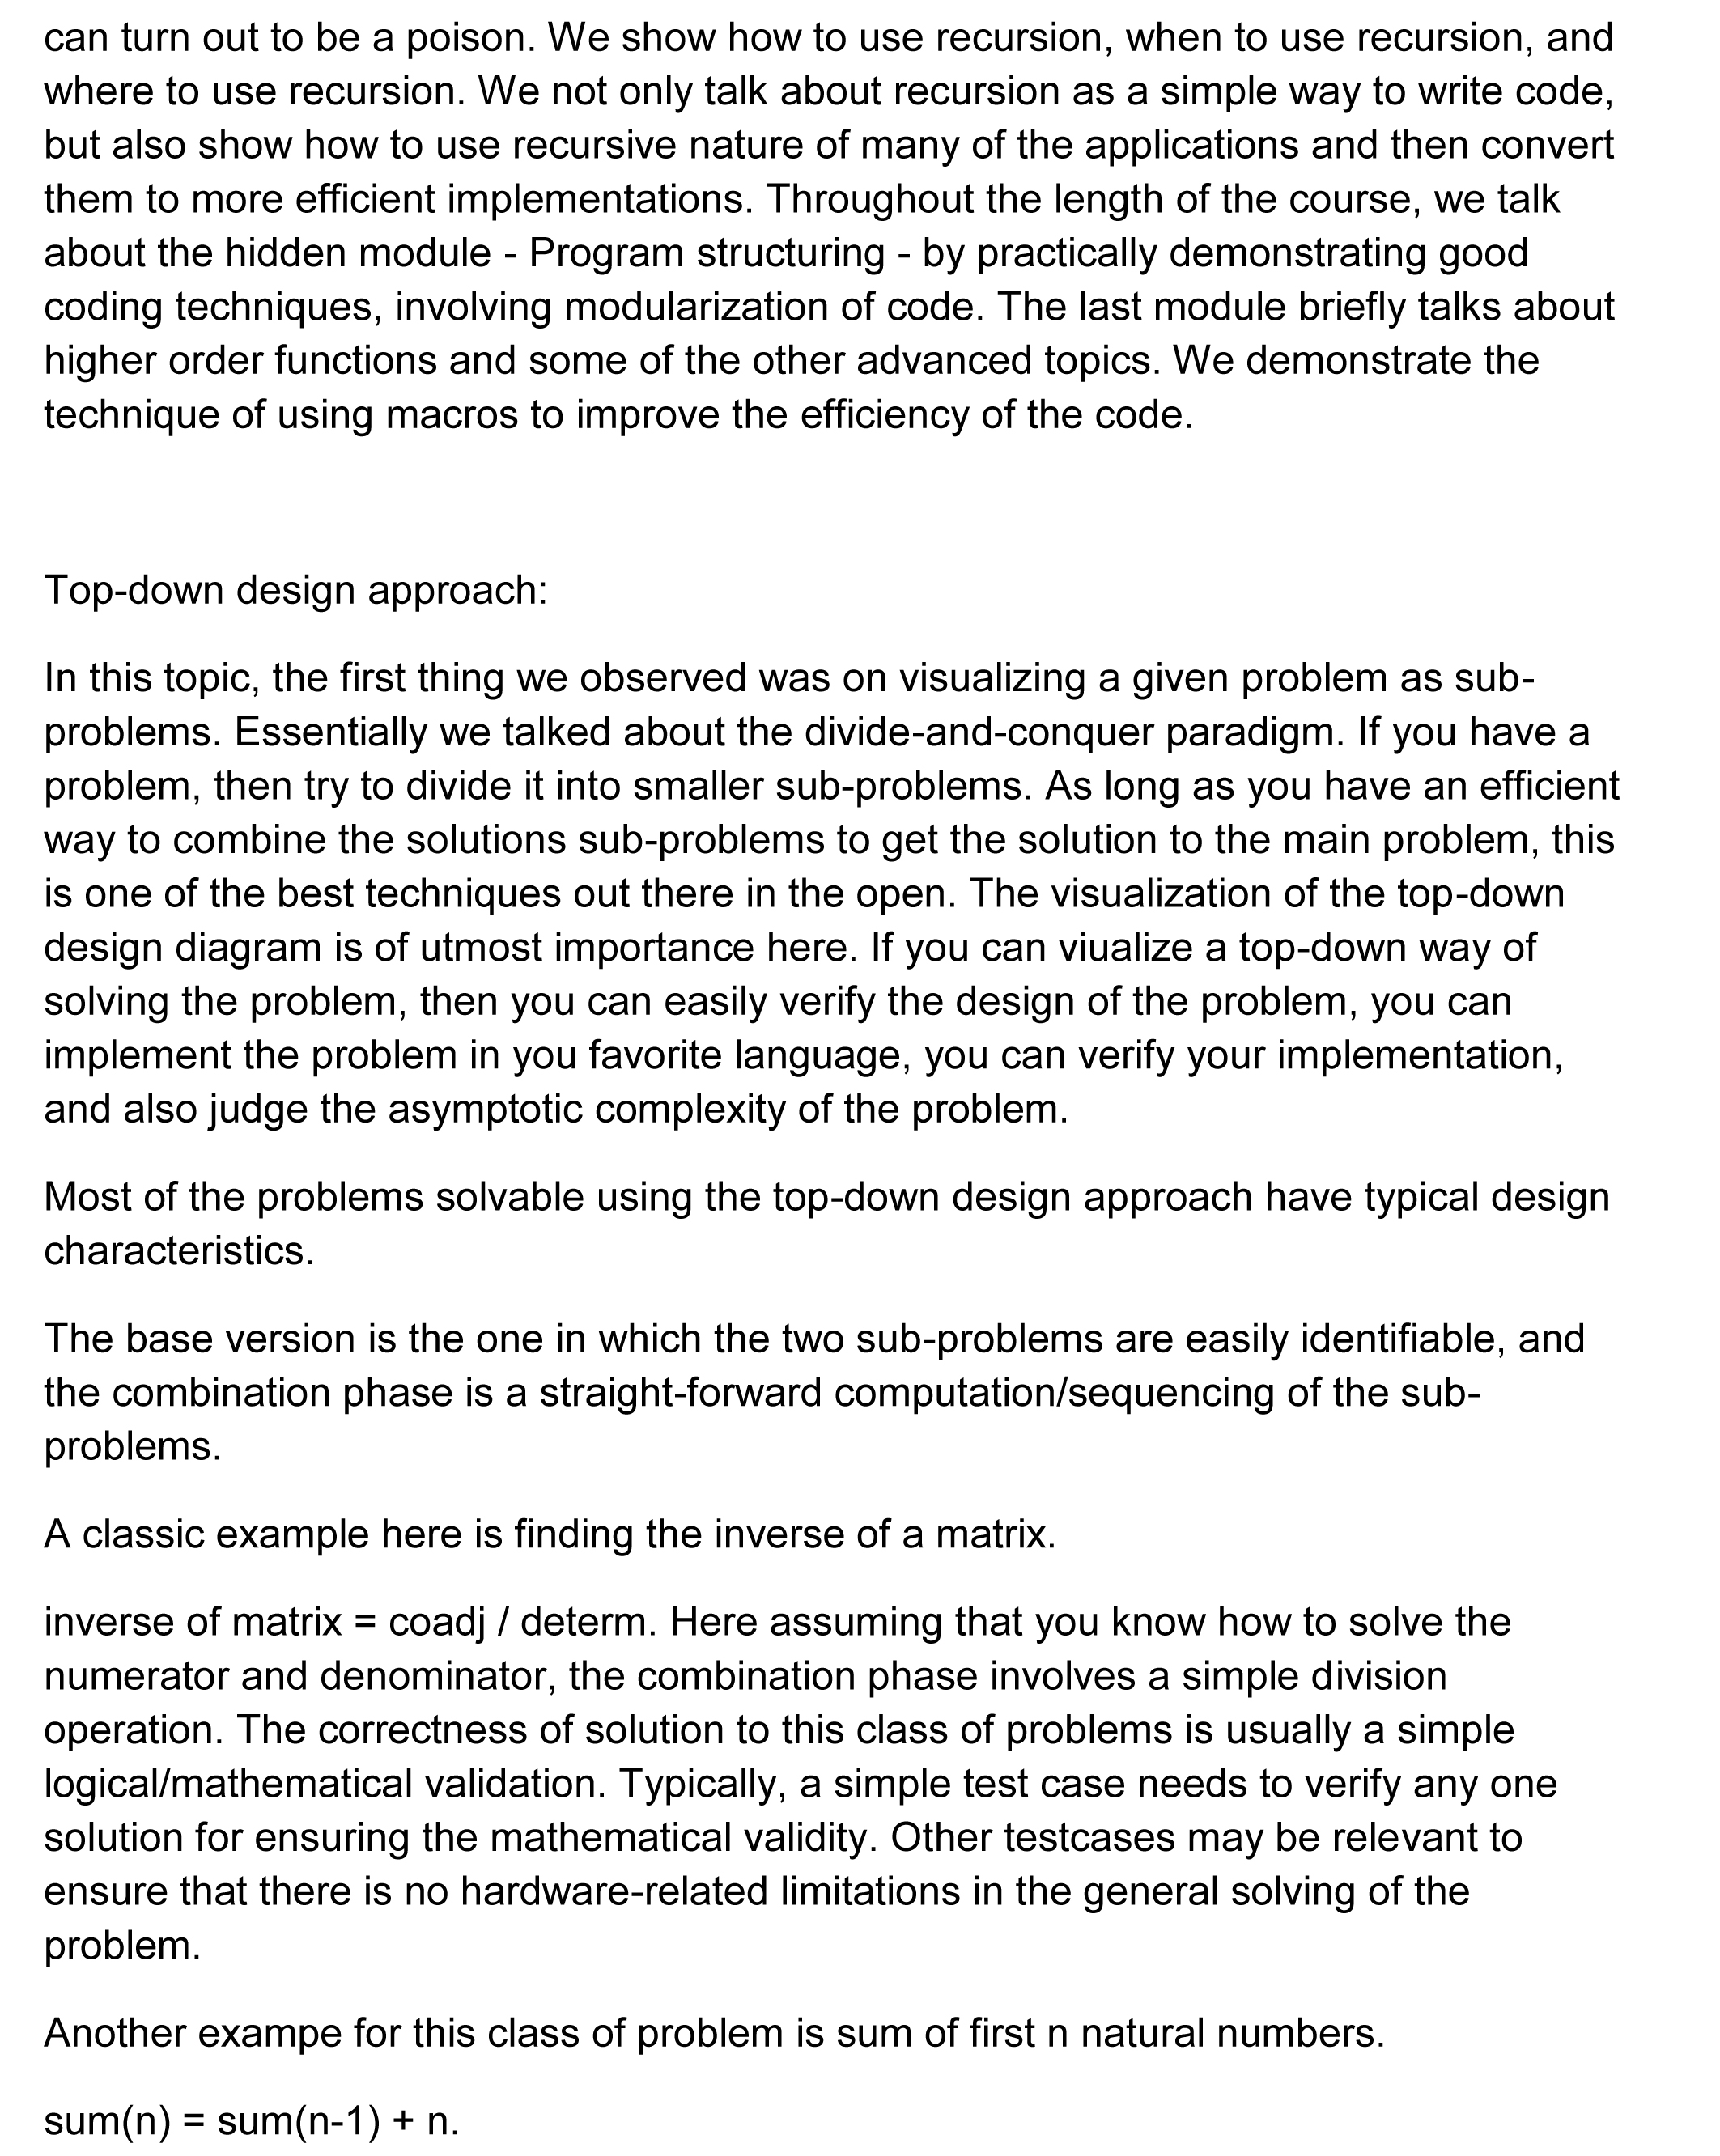 can turn out to be a poison. We show how to use recursion, when to use recursion, and
where to use recursion. We not only talk about recursion as a simple way to write code,
but also show how to use recursive nature of many of the applications and then convert
them to more efficient implementations. Throughout the length of the course, we talk
about the hidden module - Program structuring - by practically demonstrating good
coding techniques, involving modularization of code. The last module briefly talks about
higher order functions and some of the other advanced topics. We demonstrate the
technique of using macros to improve the efficiency of the code.
Top-down design approach:
In this topic, the first thing we observed was on visualizing a given problem as sub-
problems. Essentially we talked about the divide-and-conquer paradigm. If you have a
problem, then try to divide it into smaller sub-problems. As long as you have an efficient
way to combine the solutions sub-problems to get the solution to the main problem, this
is one of the best techniques out there in the open. The visualization of the top-down
design diagram is of utmost importance here. If you can viualize a top-down way of
solving the problem, then you can easily verify the design of the problem, you can
implement the problem in you favorite language, you can verify your implementation,
and also judge the asymptotic complexity of the problem.
Most of the problems solvable using the top-down design approach have typical design
characteristics.
The base version is the one in which the two sub-problems are easily identifiable, and
the combination phase is a straight-forward computation/sequencing of the sub-
problems.
A classic example here is finding the inverse of a matrix.
inverse of matrix = coadj / determ. Here assuming that you know how to solve the
numerator and denominator, the combination phase involves a simple division
operation. The correctness of solution to this class of problems is usually a simple
logical/mathematical validation. Typically, a simple test case needs to verify any one
solution for ensuring the mathematical validity. Other testcases may be relevant to
ensure that there is no hardware-related limitations in the general solving of the
problem.
Another exampe for this class of problem is sum of first n natural numbers.
sum(n) = sum(n-1) + n.